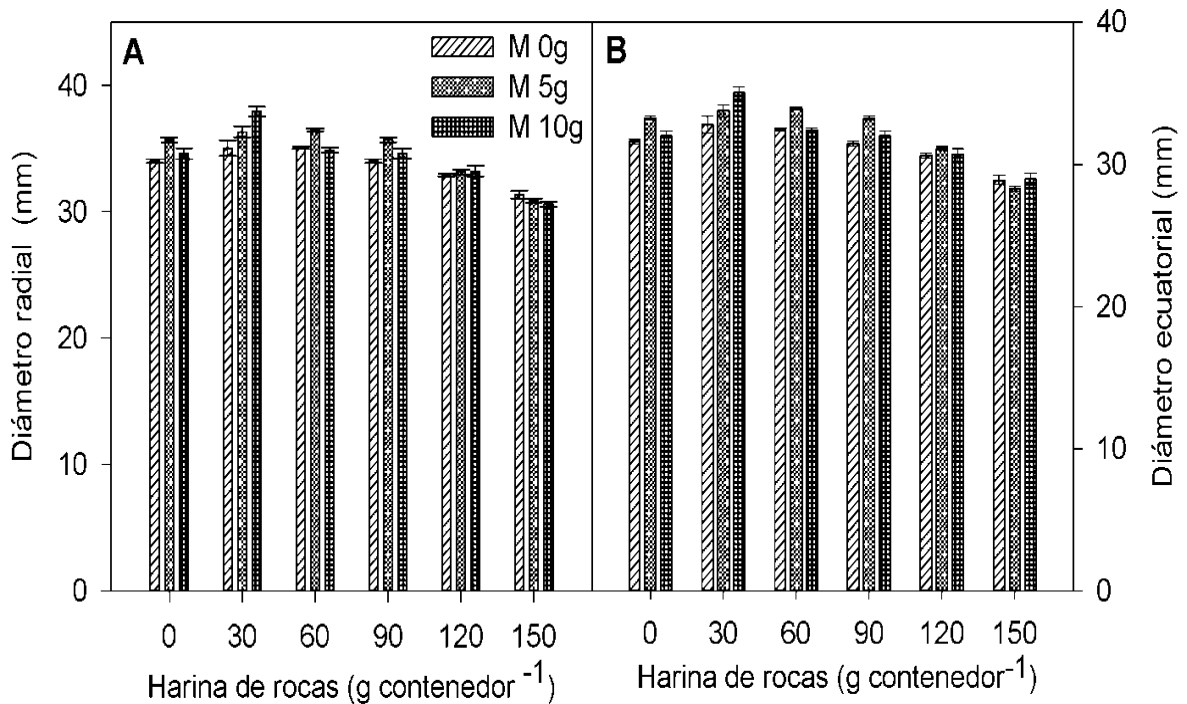 A
M 0g
M 5g
M 10g
40
30
20
10
0
Diámetro radial (mm)
0 30 60 90 120 150
Harina de rocas (g contenedor -1)
B
40
30
20
10
0
Diámetro ecuatorial (mm)
0 30 60 90 120 150
Harina de rocas (g contenedor-1)